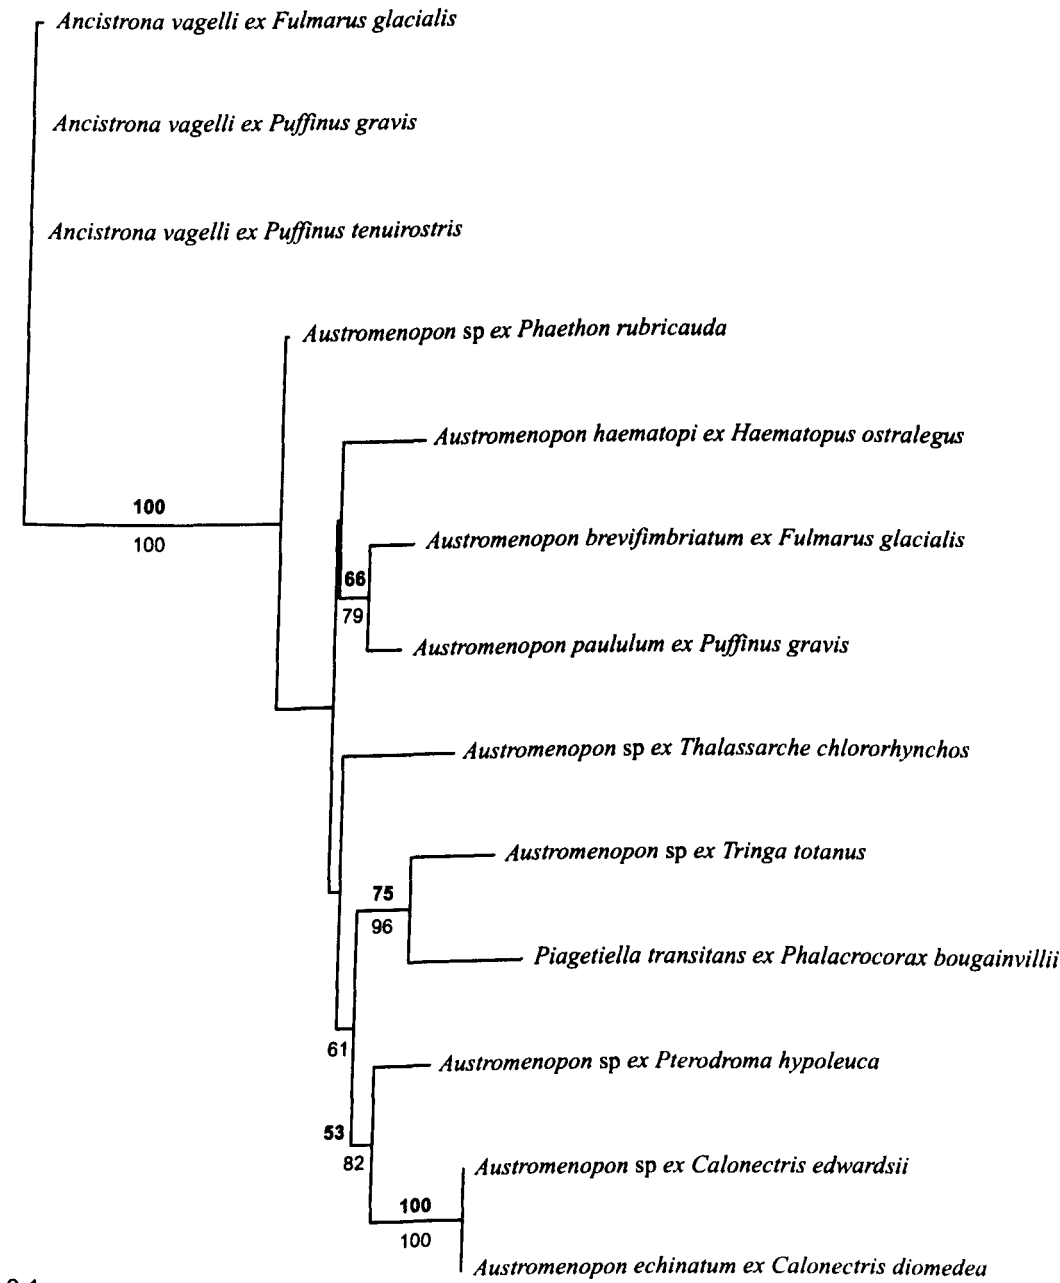 Ancistrona vagelli ex Fulmarus glacialis
Ancistrona vagelli ex Puffinus gravis
Ancistrona vagelli ex Puffinus tenuirostris
Austromenopon sp ex Phaethon rubricauda
Austromenopon haematopi ex Haematopus ostralegus
100
100
Austromenopon brevifimbriatum ex Fulmarus glacialis
66
79
Austromenopon paululum ex Puffinus gravis
Austromenopon sp ex Thalassarche chlororhynchos
Austromenopon sp ex Tringa totanus
75
96
Piagetiella transitans ex Phalacrocorax bougainvillii
61
Austromenopon sp ex Pterodroma hypoleuca
53
82
Austromenopon sp ex Calonectris edwardsii
100
100
Austromenopon echinatum ex Calonectris diomedea